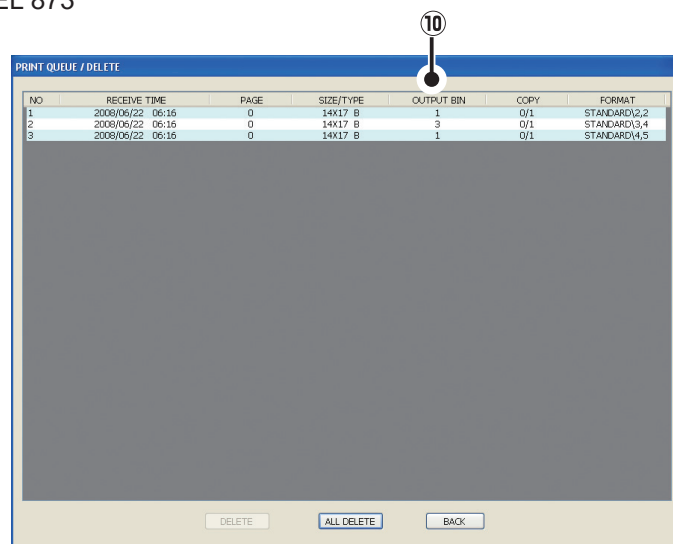 EL 873
⑩
PRINT QUEUE / DELETE
NO RECEIVE TIME PAGE SIZE/TYPE OUTPUT BIN COPY FORMAT
1 2008/06/22 06:16 0 14X17 B 1 0/1 STANDARD\2,2
2 2008/06/22 06:16 0 14X17 B 3 0/1 STANDARD\3,4
3 2008/06/22 06:16 0 14X17 B 1 0/1 STANDARD\4,5
DELETE ALL DELETE BACK